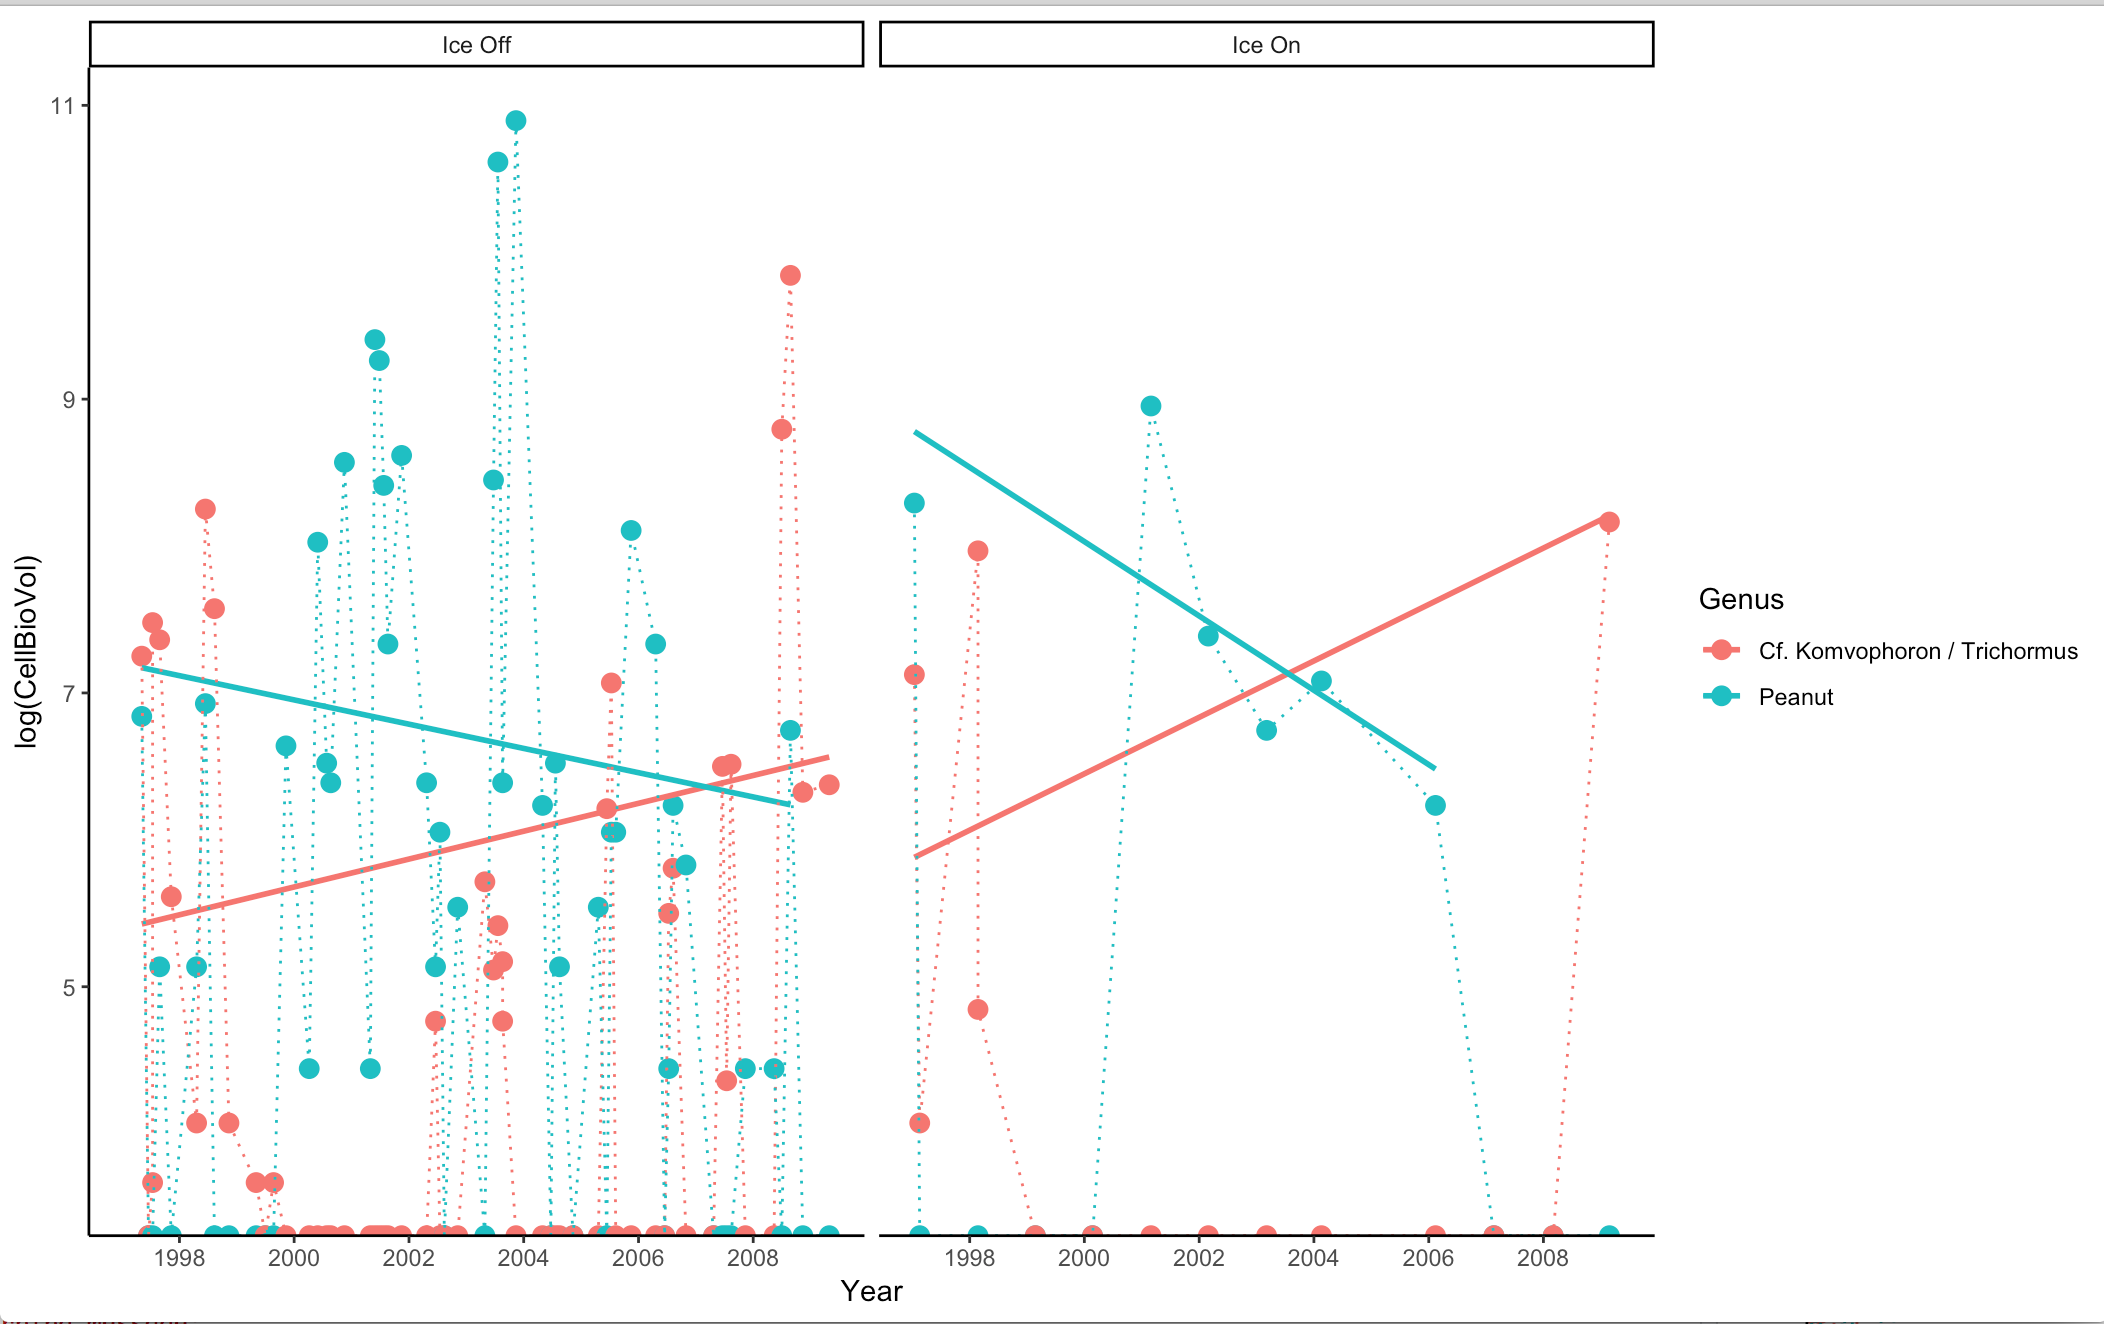 Ice Off
Ice On
11
9
7
5
log(CellBioVol)
1998 2000 2002 2004 2006 2008
1998 2000 2002 2004 2006 2008
Year
Genus
Cf. Komvophoron / Trichormus
Peanut